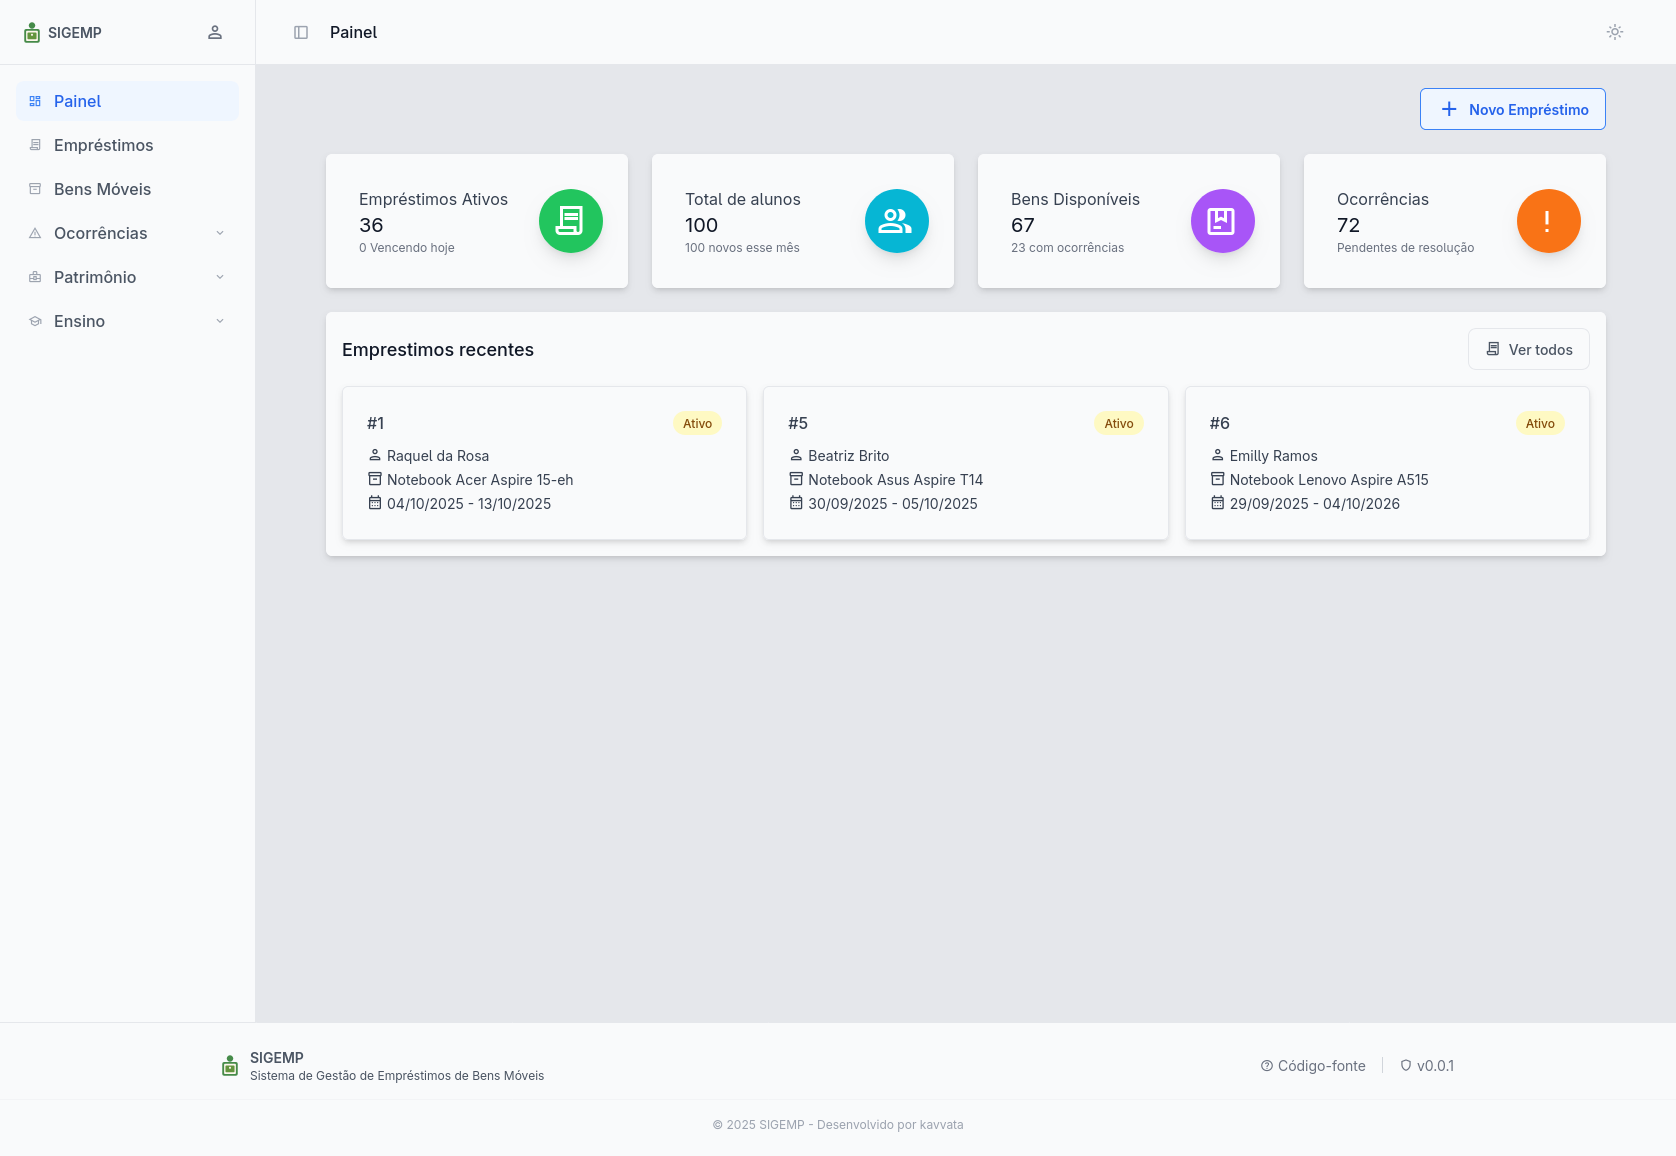 SIGEMP
Painel
Painel
Empréstimos
Bens Móveis
Ocorrências
Patrimônio
Ensino
Novo Empréstimo
Empréstimos Ativos
36
0 Vencendo hoje
Total de alunos
100
100 novos esse mês
Bens Disponíveis
67
23 com ocorrências
Ocorrências
72
Pendentes de resolução
Emprestimos recentes
Ver todos
#1
Ativo
Raquel da Rosa
Notebook Acer Aspire 15-eh
04/10/2025 - 13/10/2025
#5
Ativo
Beatriz Brito
Notebook Asus Aspire T14
30/09/2025 - 05/10/2025
#6
Ativo
Emilly Ramos
Notebook Lenovo Aspire A515
29/09/2025 - 04/10/2026
SIGEMP
Sistema de Gestão de Empréstimos de Bens Móveis
Código-fonte
v0.0.1
© 2025 SIGEMP - Desenvolvido por kavvata